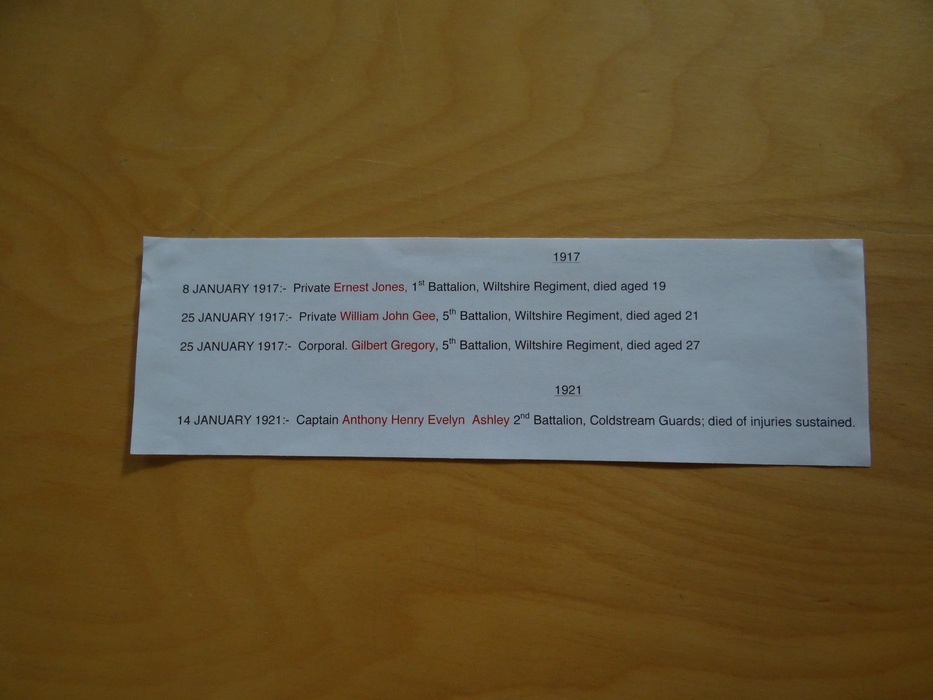 1917
8 JANUARY 1917:- Private Ernest Jones, 1st Battalion, Wiltshire Regiment, died aged 19
25 JANUARY 1917:- Private William John Gee, 5th Battalion, Wiltshire Regiment, died aged 21
25 JANUARY 1917:- Corporal. Gilbert Gregory, 5th Battalion, Wiltshire Regiment, died aged 27
1921
14 JANUARY 1921:- Captain Anthony Henry Evelyn Ashley 2nd Battalion, Coldstream Guards; died of injuries sustained.